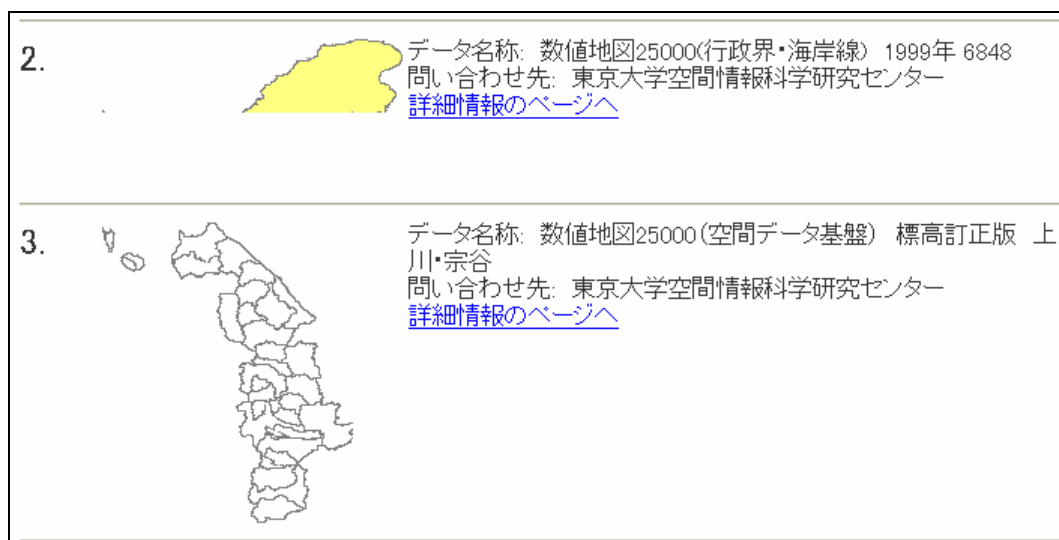 2.
データ名称: 数値地図25000(行政界・海岸線) 1999年 6848
問い合わせ先: 東京大学空間情報科学研究センター
詳細情報のページへ
3.
データ名称: 数値地図25000(空間データ基盤) 標高訂正版 上
川・宗谷
問い合わせ先: 東京大学空間情報科学研究センター
詳細情報のページへ